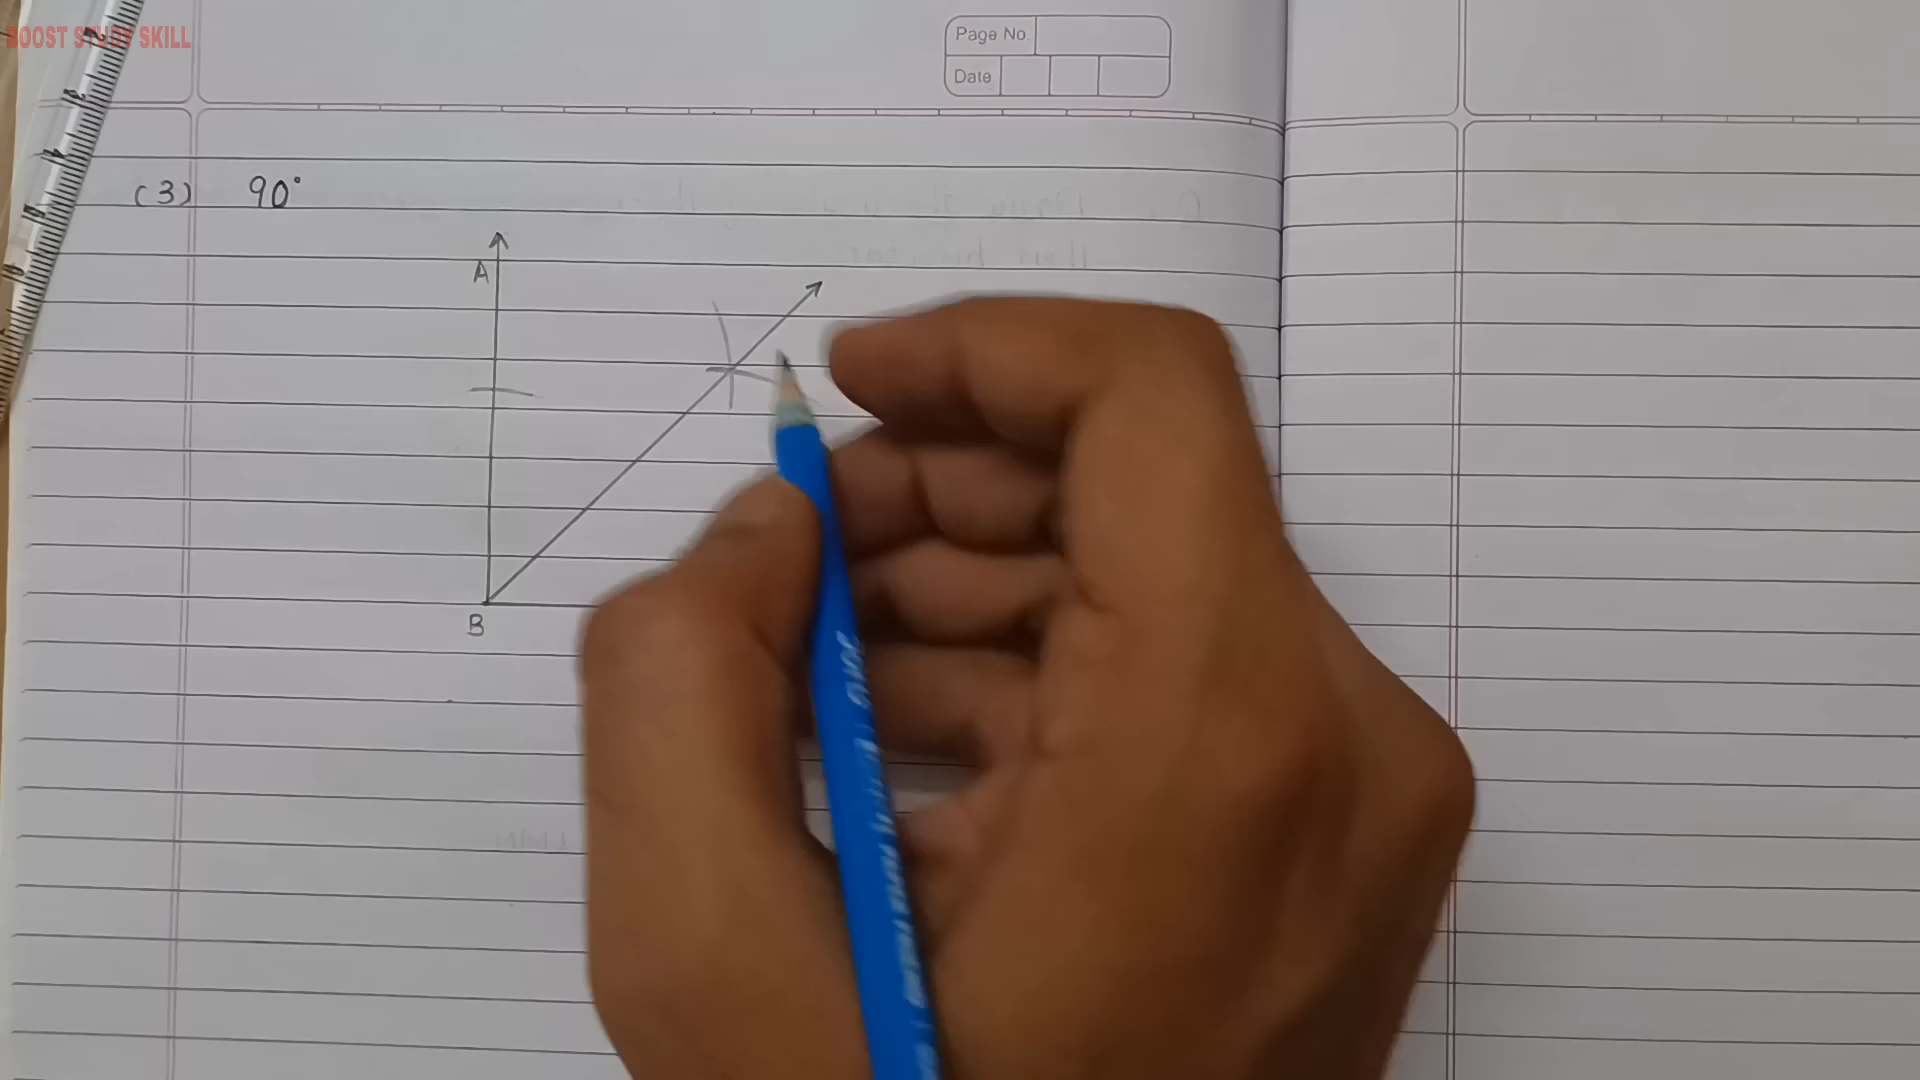 BOOST STUDY SKILL
Page No.
Date
(3) 90°
A
B